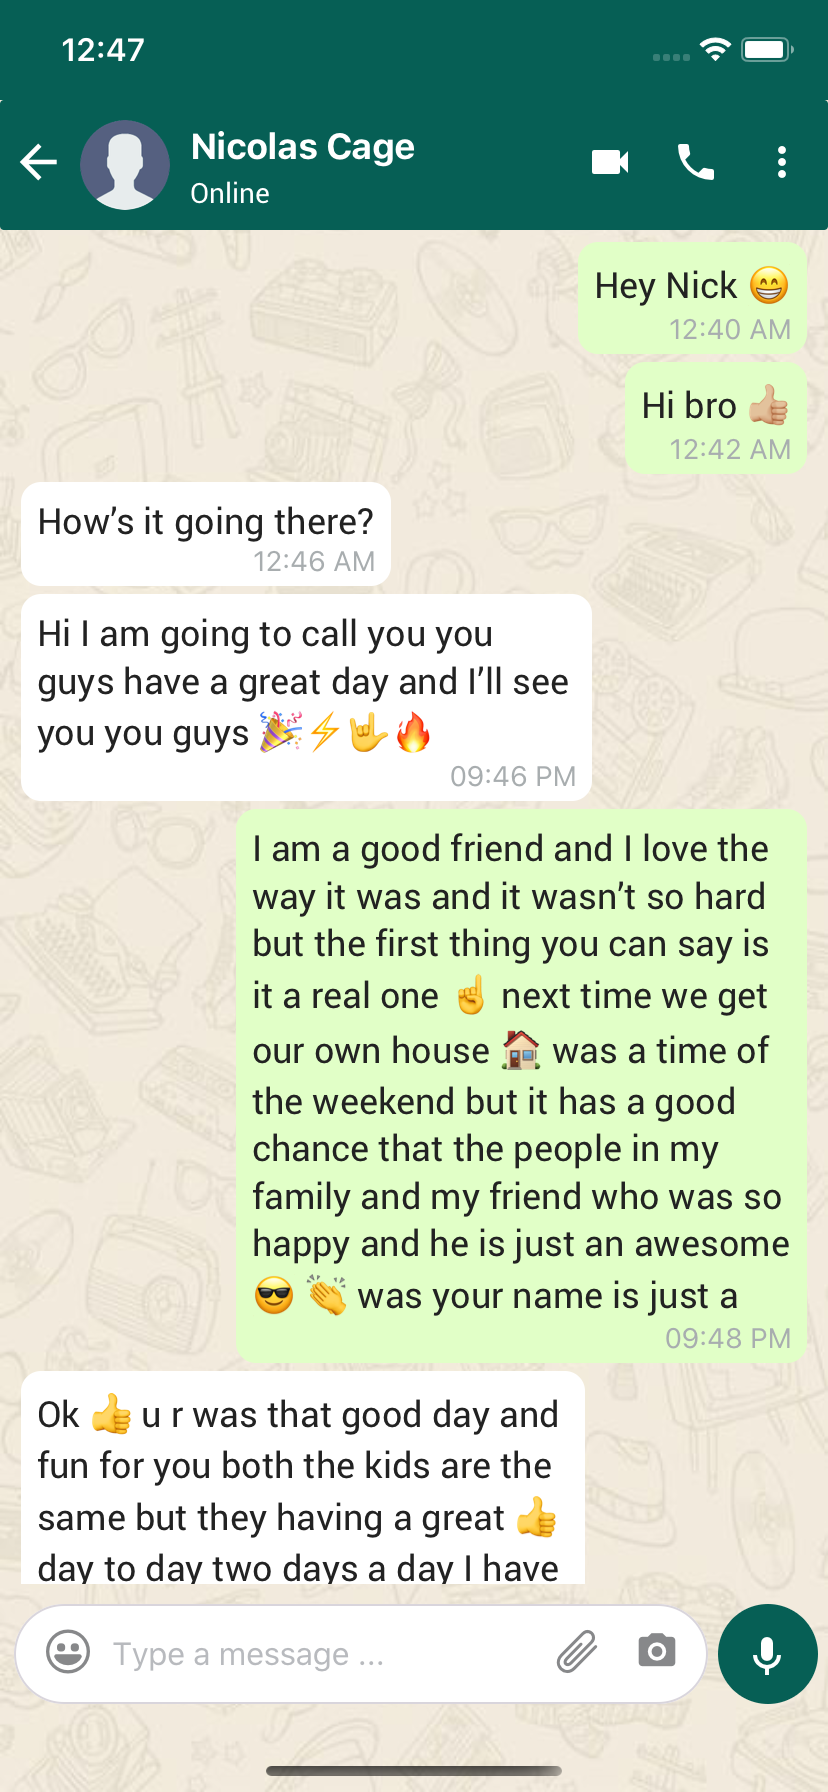 12:47
Nicolas Cage
Online
Hey Nick 😁
12:40 AM
Hi bro 👍🏼
12:42 AM
How's it going there?
12:46 AM
Hi I am going to call you you
guys have a great day and I'll see
you you guys 🎉⚡🤟🔥
09:46 PM
I am a good friend and I love the
way it was and it wasn't so hard
but the first thing you can say is
it a real one ☝️ next time we get
our own house 🏠 was a time of
the weekend but it has a good
chance that the people in my
family and my friend who was so
happy and he is just an awesome
😎 👏 was your name is just a
09:48 PM
Ok 👍 u r was that good day and
fun for you both the kids are the
same but they having a great 👍
day to day two days a day I have
Type a message ...